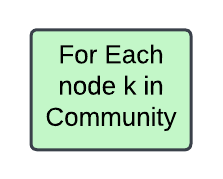 For Each
node k in
Community